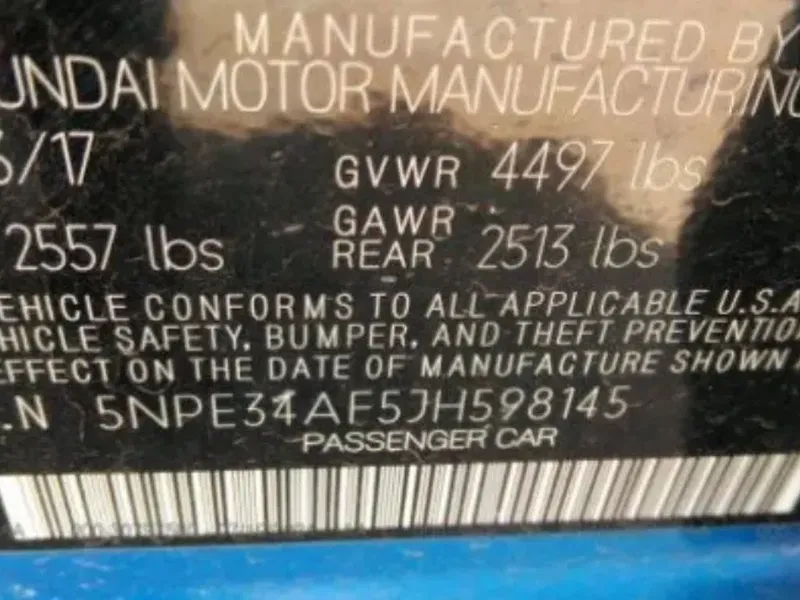 MANUFACTURED BY
UNDAI MOTOR MANUFACTURING
6/17 GVWR 4497 lbs
2557 lbs GAWR REAR 2513 lbs
EHICLE CONFORMS TO ALL APPLICABLE U.S.A
HICLE SAFETY, BUMPER, AND THEFT PREVENTION
EFFECT ON THE DATE OF MANUFACTURE SHOWN
.N 5NPE34AF5JH598145
PASSENGER CAR